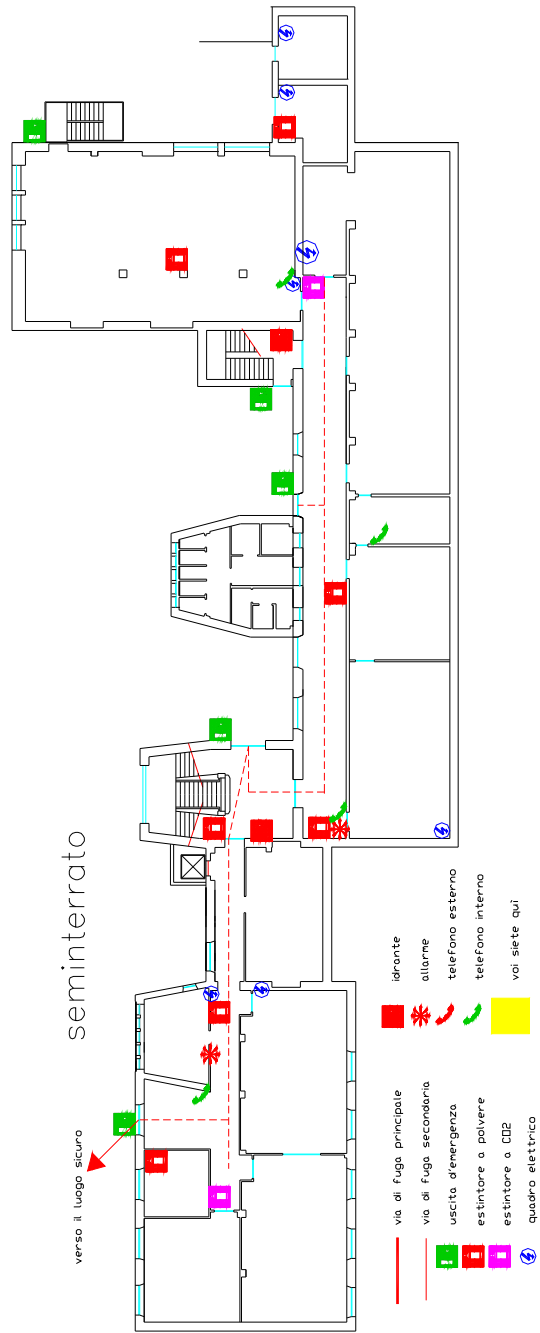 seminterrato
verso il luogo sicuro
via di fuga principale
via di fuga secondaria
uscita d'emergenza
estintore a polvere
estintore a CO2
quadro elettrico
idrante
allarme
telefono esterno
telefono interno
voi siete qui